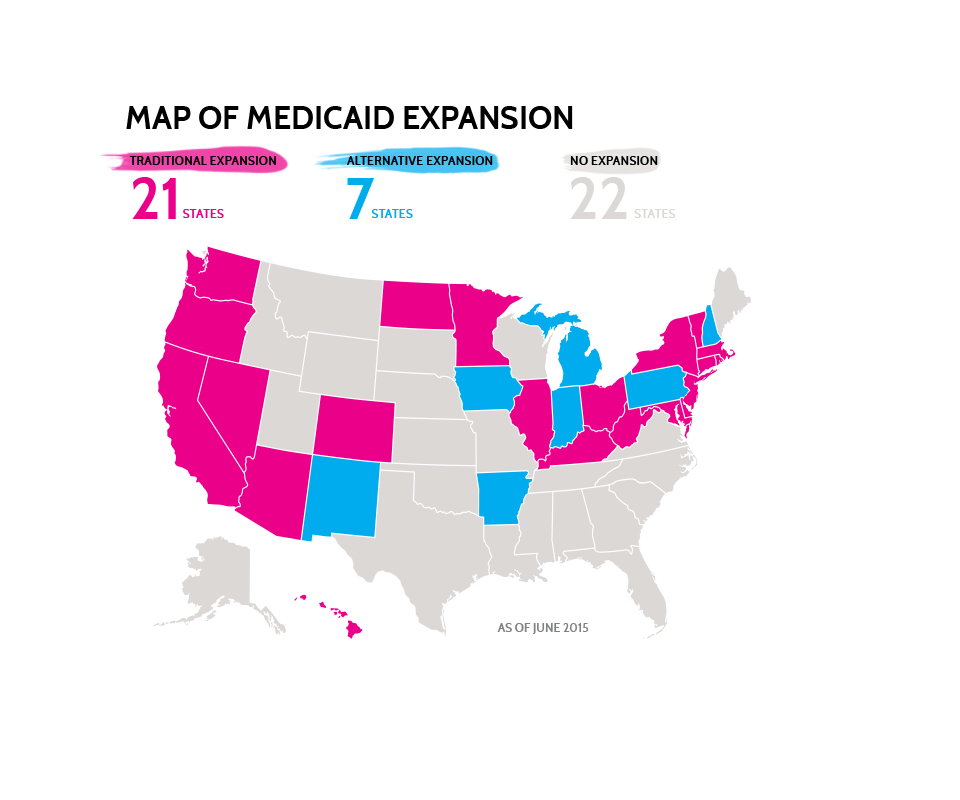 MAP OF MEDICAID EXPANSION
TRADITIONAL EXPANSION
21 STATES
ALTERNATIVE EXPANSION
7 STATES
NO EXPANSION
22 STATES
AS OF JUNE 2015